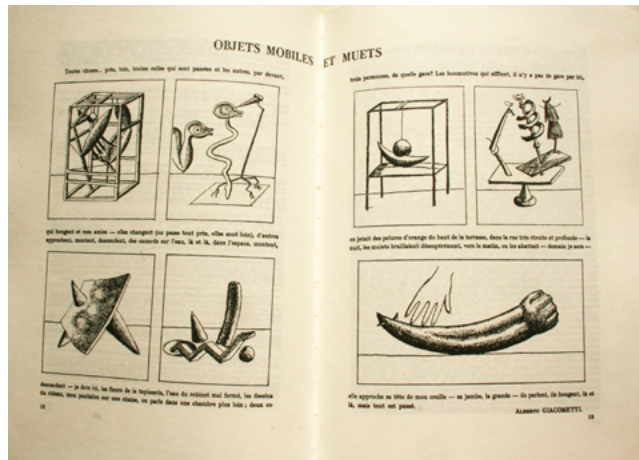 OBJETS MOBILES ET MUETS
Toutes choses... près, loin, toutes celles qui sont passées et les autres, par devant,
qui bougent et mes amies — elles changent (on passe tout près, elles sont loin), d'autres
approchent, montent, descendent, des canards sur l'eau, là et là, dans l'espace, montent,
descendent — je dors ici, les fleurs de la tapisserie, l'eau du robinet mal fermé, les dessins
du rideau, mon pantalon sur une chaise, on parle dans une chambre plus loin ; deux ou
18
trois personnes, de quelle gare? Les locomotives qui sifflent, il n'y a pas de gare par ici,
on jetait des pelures d'orange du haut de la terrasse, dans la rue très étroite et profonde — la
nuit, les mulets braillaient désespérément, vers le matin, on les abattait — demain je sors —
elle approche sa tête de mon oreille — sa jambe, la grande — ils parlent, ils bougent, là et
là, mais tout est passé.
ALBERTO GIACOMETTI.
19